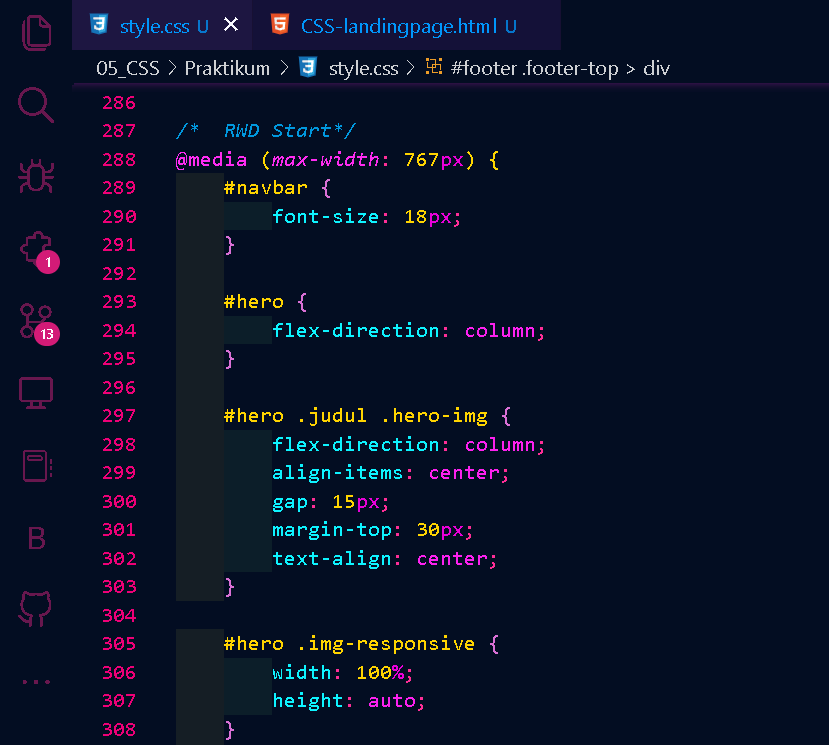 style.css U ✕ CSS-landingpage.html U
05_CSS > Praktikum > style.css > #footer .footer-top > div
286
287 /*  RWD Start*/
288 @media (max-width: 767px) {
289     #navbar {
290         font-size: 18px;
291     }
292
293     #hero {
294         flex-direction: column;
295     }
296
297     #hero .judul .hero-img {
298         flex-direction: column;
299         align-items: center;
300         gap: 15px;
301         margin-top: 30px;
302         text-align: center;
303     }
304
305     #hero .img-responsive {
306         width: 100%;
307         height: auto;
308     }
1
13
B